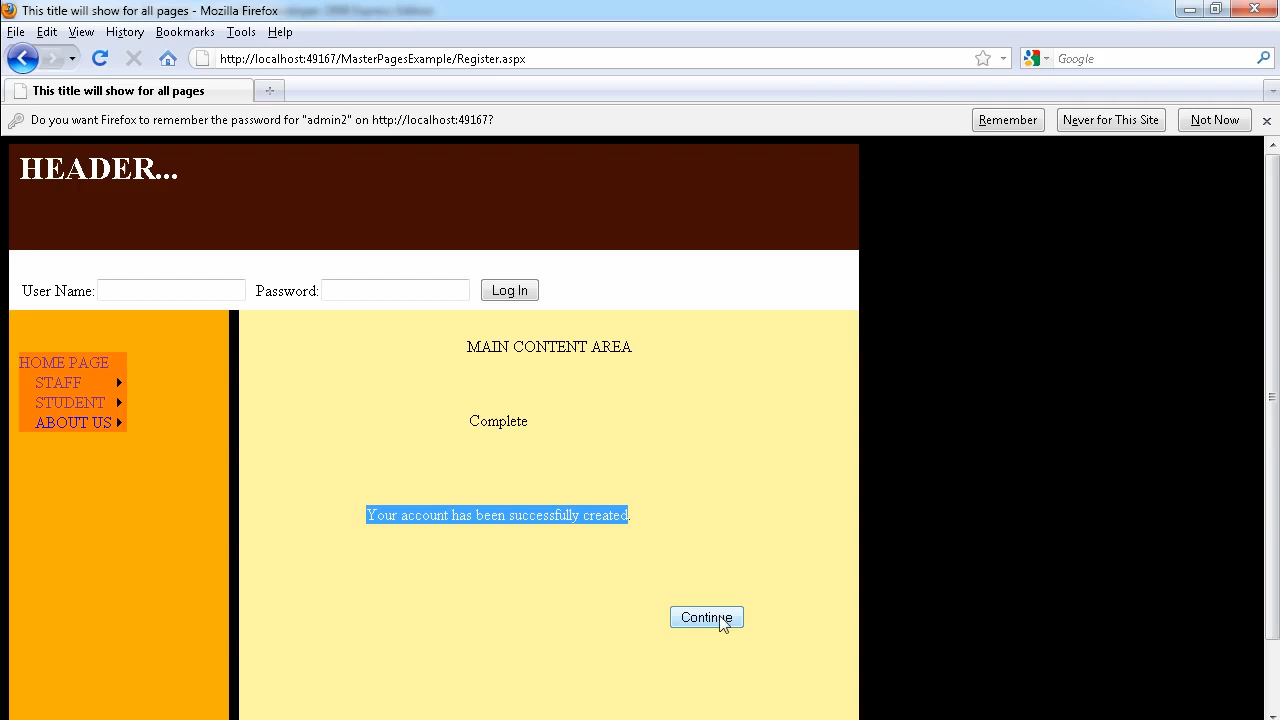 This title will show for all pages - Mozilla Firefox
File Edit View History Bookmarks Tools Help
http://localhost:49167/MasterPagesExample/Register.aspx
Google
This title will show for all pages
Do you want Firefox to remember the password for "admin2" on http://localhost:49167?
Remember
Never for This Site
Not Now
HEADER...
User Name:
Password:
Log In
MAIN CONTENT AREA
HOME PAGE
STAFF
STUDENT
ABOUT US
Complete
Your account has been successfully created.
Continue